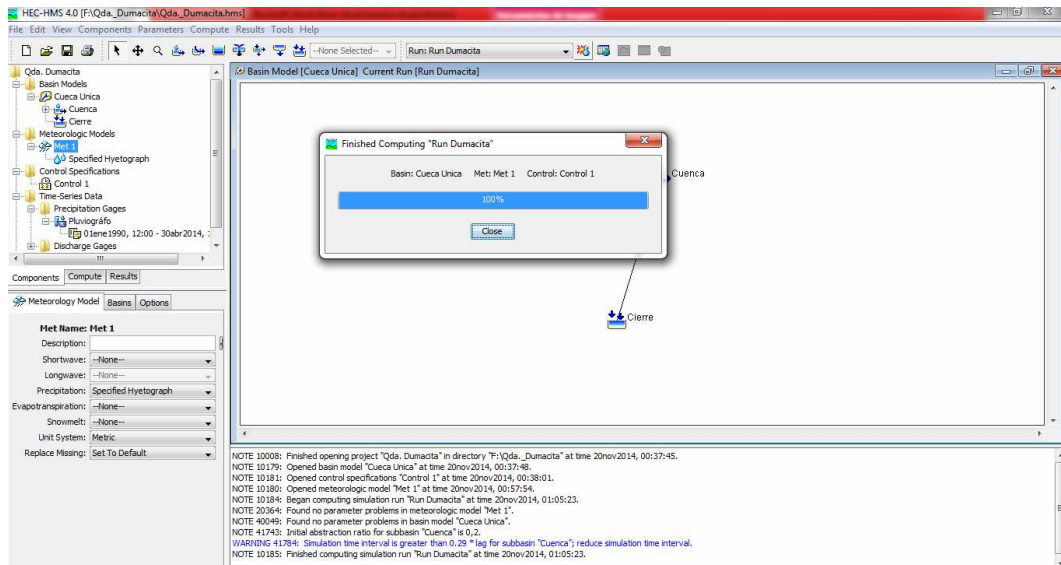 HEC-HMS 4.0 [F:\Qda._Dumacita\Qda._Dumacita.hms]
File Edit View Components Parameters Compute Results Tools Help
--None Selected-- Run: Run Dumacita
Qda. Dumacita
Basin Models
Cueca Unica
Cuenca
Cierre
Meteorologic Models
Met 1
Specified Hyetograph
Control Specifications
Control 1
Time-Series Data
Precipitation Gages
Pluviográfo
01ene1990, 12:00 - 30abr2014, :
Discharge Gages
Components Compute Results
Meteorology Model Basins Options
Met Name: Met 1
Description:
Shortwave: --None--
Longwave: --None--
Precipitation: Specified Hyetograph
Evapotranspiration: --None--
Snowmelt: --None--
Unit System: Metric
Replace Missing: Set To Default
Basin Model [Cueca Unica] Current Run [Run Dumacita]
Finished Computing "Run Dumacita"
Basin: Cueca Unica Met: Met 1 Control: Control 1
100%
Close
Cuenca
Cierre
NOTE 10008: Finished opening project "Qda. Dumacita" in directory "F:\Qda._Dumacita" at time 20nov2014, 00:37:45.
NOTE 10179: Opened basin model "Cueca Unica" at time 20nov2014, 00:37:48.
NOTE 10181: Opened control specifications "Control 1" at time 20nov2014, 00:38:01.
NOTE 10180: Opened meteorologic model "Met 1" at time 20nov2014, 00:57:54.
NOTE 10184: Began computing simulation run "Run Dumacita" at time 20nov2014, 01:05:23.
NOTE 20364: Found no parameter problems in meteorologic model "Met 1".
NOTE 40049: Found no parameter problems in basin model "Cueca Unica".
NOTE 41743: Initial abstraction ratio for subbasin "Cuenca" is 0,2.
WARNING 41784: Simulation time interval is greater than 0.29 * lag for subbasin "Cuenca"; reduce simulation time interval.
NOTE 10185: Finished computing simulation run "Run Dumacita" at time 20nov2014, 01:05:23.